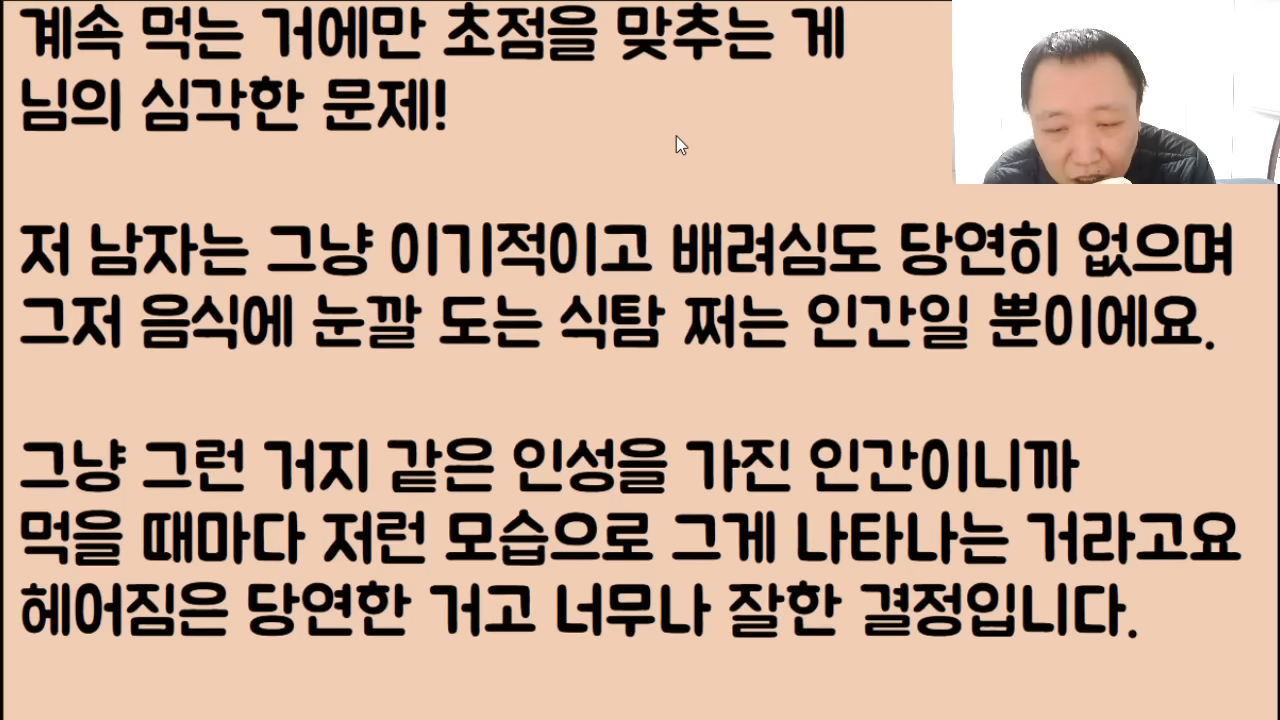 계속 먹는 거에만 초점을 맞추는 게
님의 심각한 문제!
저 남자는 그냥 이기적이고 배려심도 당연히 없으며
그저 음식에 눈깔 도는 식탐 쩌는 인간일 뿐이에요.
그냥 그런 거지 같은 인성을 가진 인간이니까
먹을 때마다 저런 모습으로 그게 나타나는 거라고요
헤어짐은 당연한 거고 너무나 잘한 결정입니다.